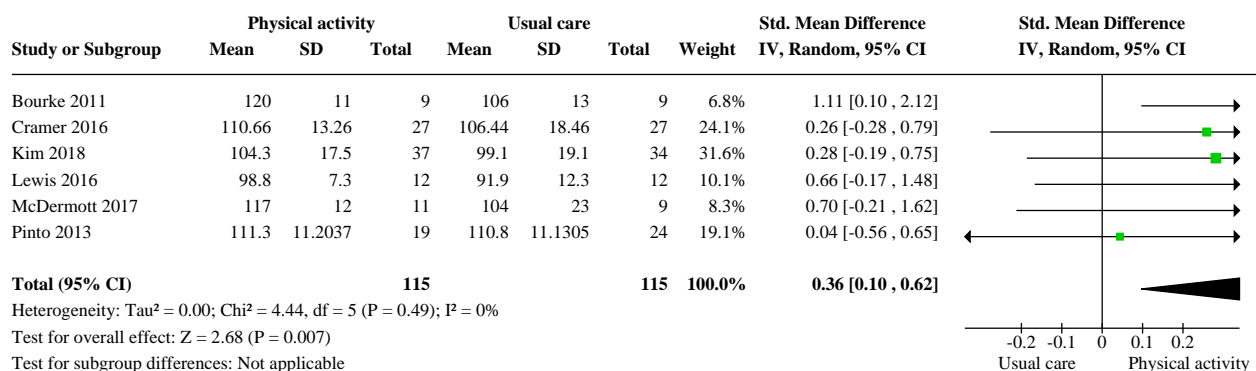 Physical activity Usual care Std. Mean Difference Std. Mean Difference
Study or Subgroup Mean SD Total Mean SD Total Weight IV, Random, 95% CI IV, Random, 95% CI
Bourke 2011 120 11 9 106 13 9 6.8% 1.11 [0.10 , 2.12]
Cramer 2016 110.66 13.26 27 106.44 18.46 27 24.1% 0.26 [-0.28 , 0.79]
Kim 2018 104.3 17.5 37 99.1 19.1 34 31.6% 0.28 [-0.19 , 0.75]
Lewis 2016 98.8 7.3 12 91.9 12.3 12 10.1% 0.66 [-0.17 , 1.48]
McDermott 2017 117 12 11 104 23 9 8.3% 0.70 [-0.21 , 1.62]
Pinto 2013 111.3 11.2037 19 110.8 11.1305 24 19.1% 0.04 [-0.56 , 0.65]
Total (95% CI) 115 115 100.0% 0.36 [0.10 , 0.62]
Heterogeneity: Tau² = 0.00; Chi² = 4.44, df = 5 (P = 0.49); I² = 0%
Test for overall effect: Z = 2.68 (P = 0.007)
-0.2 -0.1 0 0.1 0.2
Test for subgroup differences: Not applicable
Usual care Physical activity